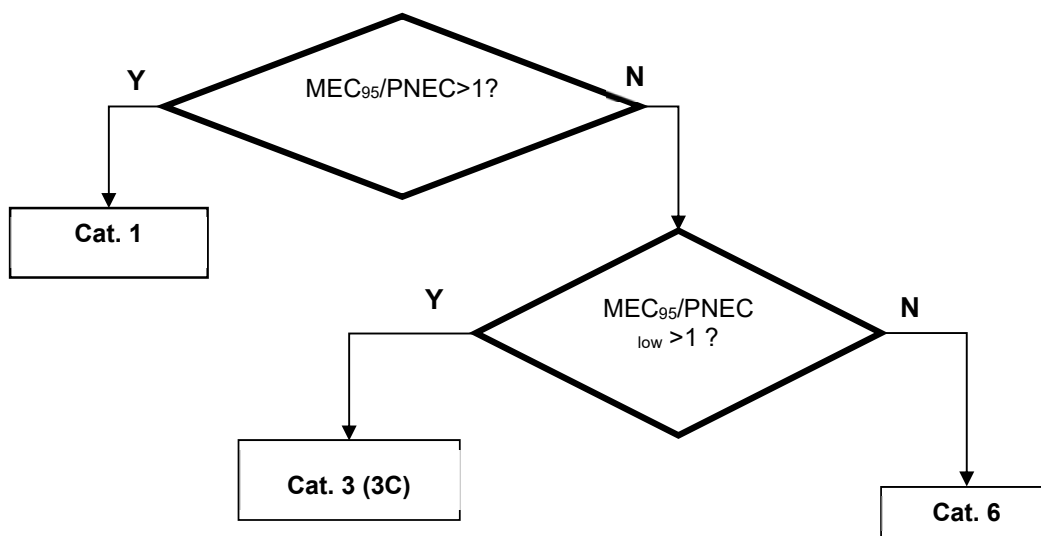 Y
N
MEC₉₅/PNEC>1?
Cat. 1
Y
N
MEC₉₅/PNEC
low >1 ?
Cat. 3 (3C)
Cat. 6